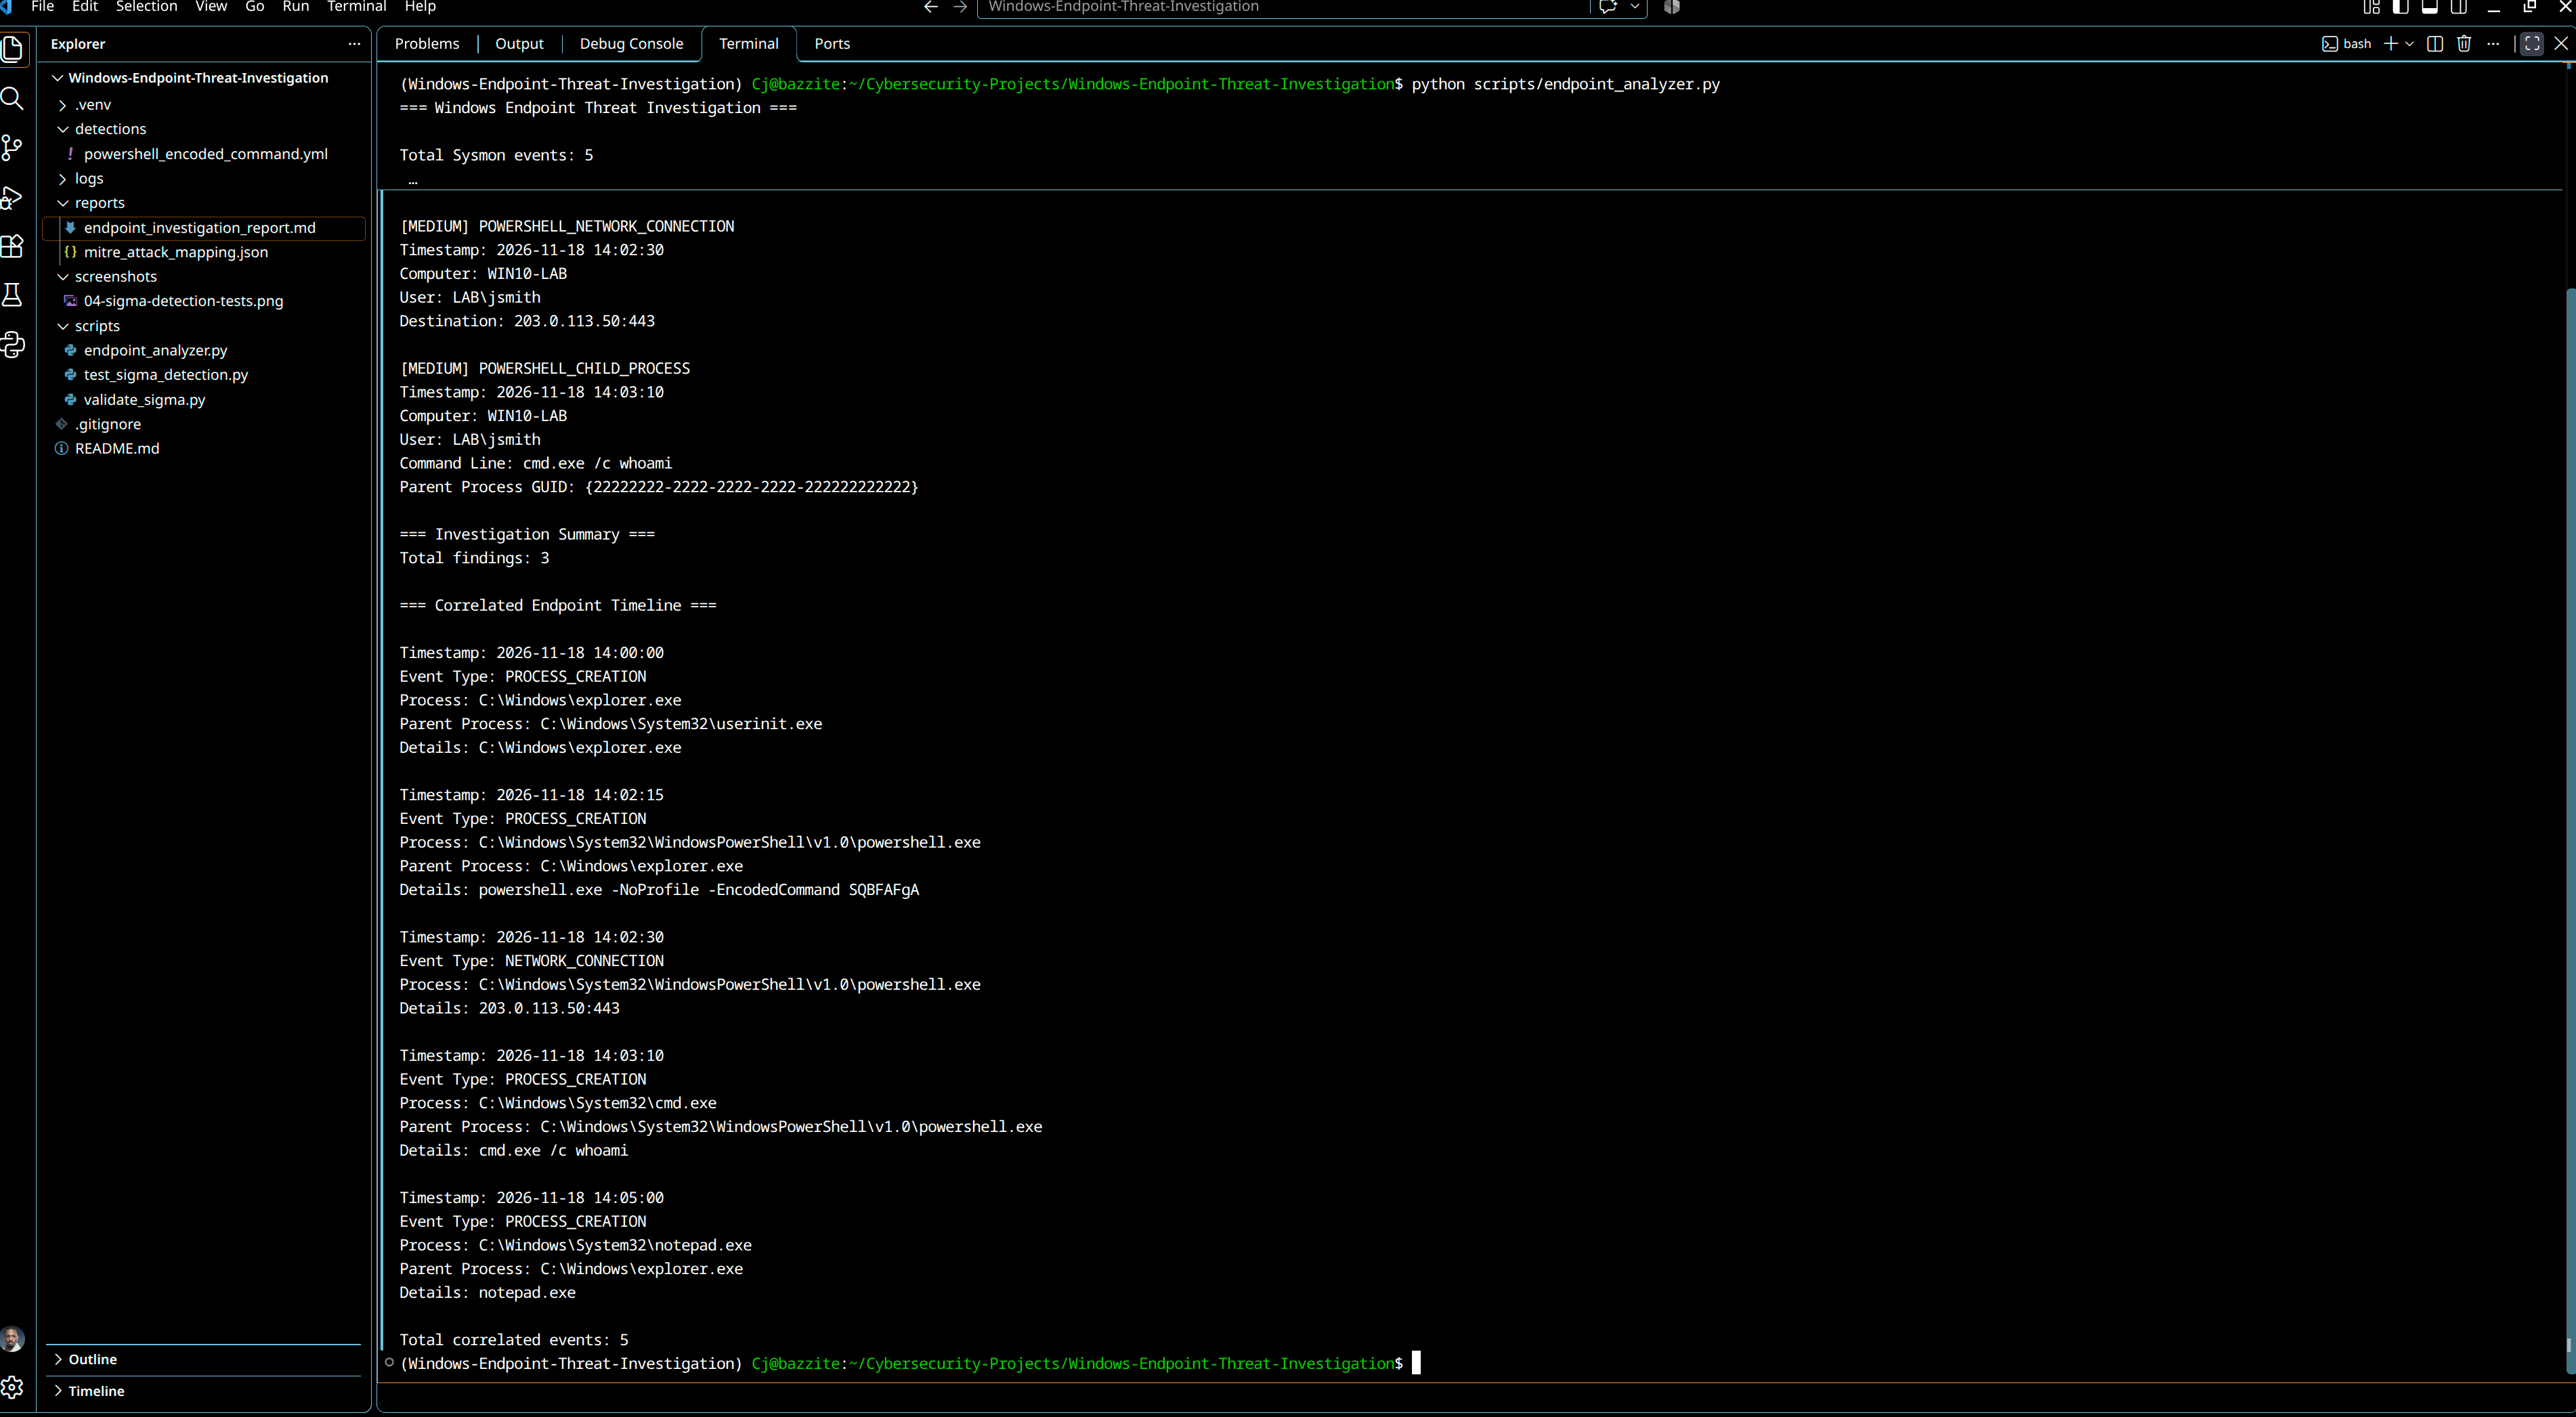 File Edit Selection View Go Run Terminal Help
Windows-Endpoint-Threat-Investigation
Explorer
Windows-Endpoint-Threat-Investigation
.venv
detections
powershell_encoded_command.yml
logs
reports
endpoint_investigation_report.md
mitre_attack_mapping.json
screenshots
04-sigma-detection-tests.png
scripts
endpoint_analyzer.py
test_sigma_detection.py
validate_sigma.py
.gitignore
README.md
Outline
Timeline
Problems Output Debug Console Terminal Ports
bash
(Windows-Endpoint-Threat-Investigation) Cj@bazzite:~/Cybersecurity-Projects/Windows-Endpoint-Threat-Investigation$ python scripts/endpoint_analyzer.py
=== Windows Endpoint Threat Investigation ===
Total Sysmon events: 5
…
[MEDIUM] POWERSHELL_NETWORK_CONNECTION
Timestamp: 2026-11-18 14:02:30
Computer: WIN10-LAB
User: LAB\jsmith
Destination: 203.0.113.50:443
[MEDIUM] POWERSHELL_CHILD_PROCESS
Timestamp: 2026-11-18 14:03:10
Computer: WIN10-LAB
User: LAB\jsmith
Command Line: cmd.exe /c whoami
Parent Process GUID: {22222222-2222-2222-2222-222222222222}
=== Investigation Summary ===
Total findings: 3
=== Correlated Endpoint Timeline ===
Timestamp: 2026-11-18 14:00:00
Event Type: PROCESS_CREATION
Process: C:\Windows\explorer.exe
Parent Process: C:\Windows\System32\userinit.exe
Details: C:\Windows\explorer.exe
Timestamp: 2026-11-18 14:02:15
Event Type: PROCESS_CREATION
Process: C:\Windows\System32\WindowsPowerShell\v1.0\powershell.exe
Parent Process: C:\Windows\explorer.exe
Details: powershell.exe -NoProfile -EncodedCommand SQBFAFgA
Timestamp: 2026-11-18 14:02:30
Event Type: NETWORK_CONNECTION
Process: C:\Windows\System32\WindowsPowerShell\v1.0\powershell.exe
Details: 203.0.113.50:443
Timestamp: 2026-11-18 14:03:10
Event Type: PROCESS_CREATION
Process: C:\Windows\System32\cmd.exe
Parent Process: C:\Windows\System32\WindowsPowerShell\v1.0\powershell.exe
Details: cmd.exe /c whoami
Timestamp: 2026-11-18 14:05:00
Event Type: PROCESS_CREATION
Process: C:\Windows\System32\notepad.exe
Parent Process: C:\Windows\explorer.exe
Details: notepad.exe
Total correlated events: 5
(Windows-Endpoint-Threat-Investigation) Cj@bazzite:~/Cybersecurity-Projects/Windows-Endpoint-Threat-Investigation$